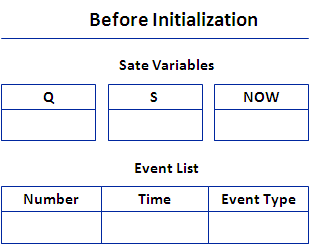 Before Initialization
Sate Variables
Q S NOW
Event List
Number Time Event Type